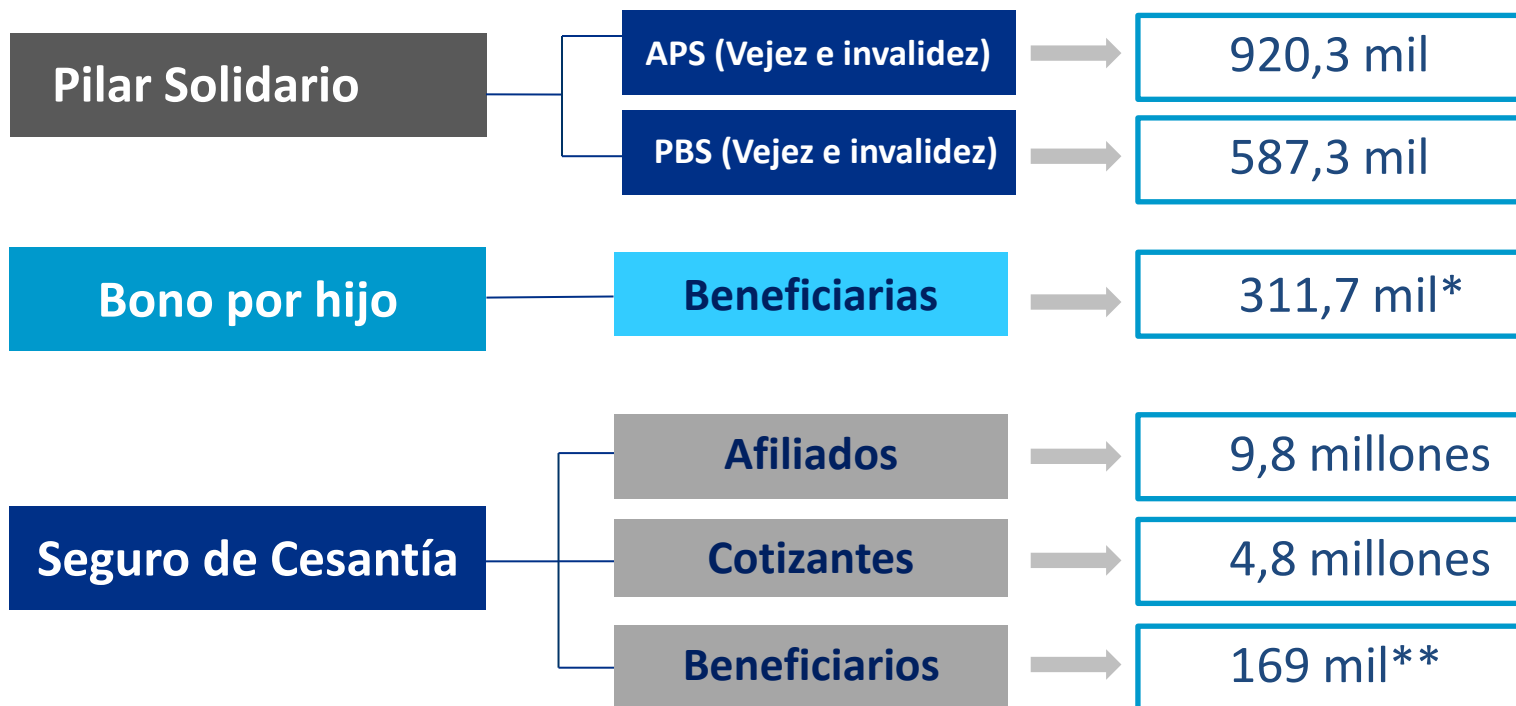 Pilar Solidario
APS (Vejez e invalidez)
920,3 mil
PBS (Vejez e invalidez)
587,3 mil
Bono por hijo
Beneficiarias
311,7 mil*
Seguro de Cesantía
Afiliados
9,8 millones
Cotizantes
4,8 millones
Beneficiarios
169 mil**